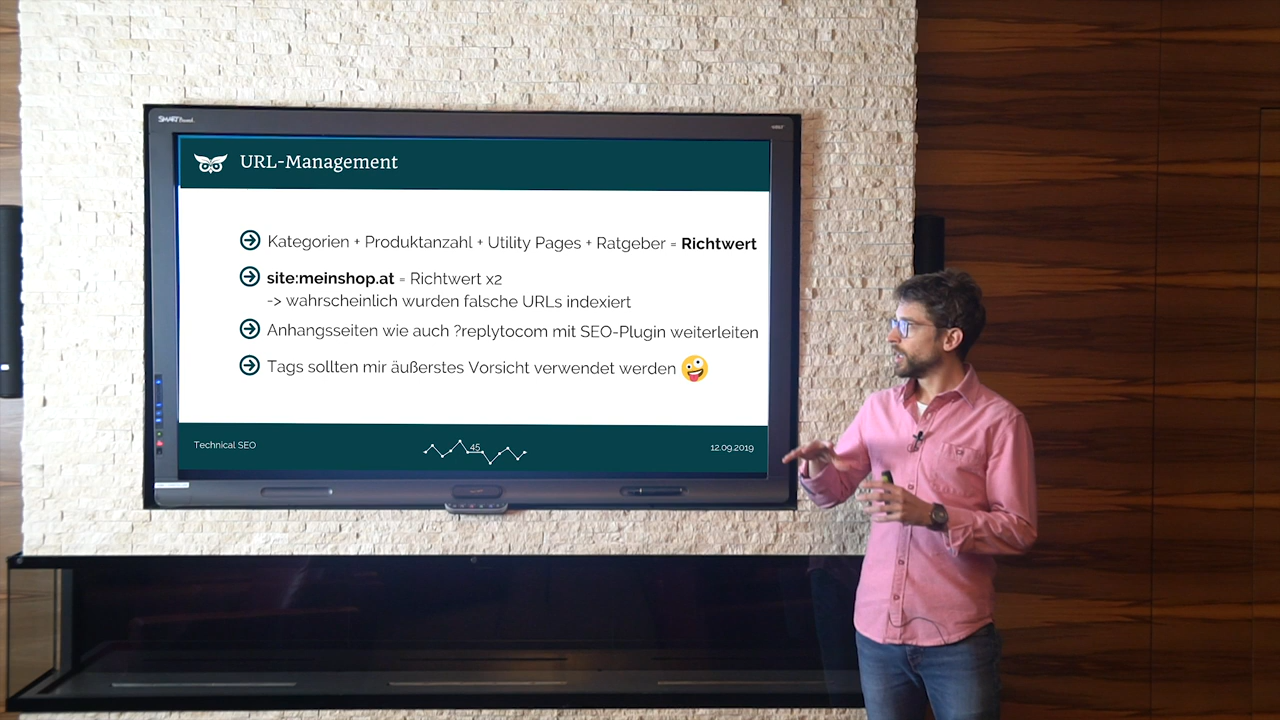 SMART Board
URL-Management
Kategorien + Produktanzahl + Utility Pages + Ratgeber = Richtwert
site:meinshop.at = Richtwert x2
-> wahrscheinlich wurden falsche URLs indexiert
Anhangsseiten wie auch ?replytocom mit SEO-Plugin weiterleiten
Tags sollten mir äußerstes Vorsicht verwendet werden 🤪
Technical SEO
45
12.09.2019